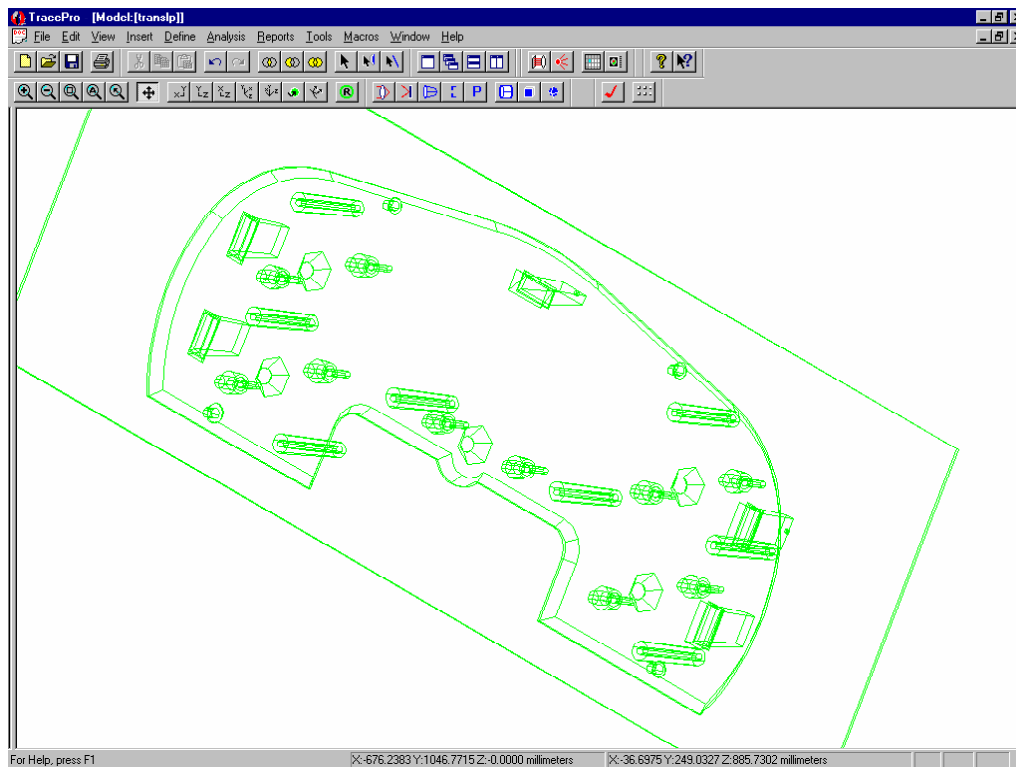 TracePro [Model:[translp]]
File Edit View Insert Define Analysis Reports Tools Macros Window Help
For Help, press F1 X:-676.2383 Y:1046.7715 Z:-0.0000 millimeters X:-36.6975 Y:249.0327 Z:885.7302 millimeters